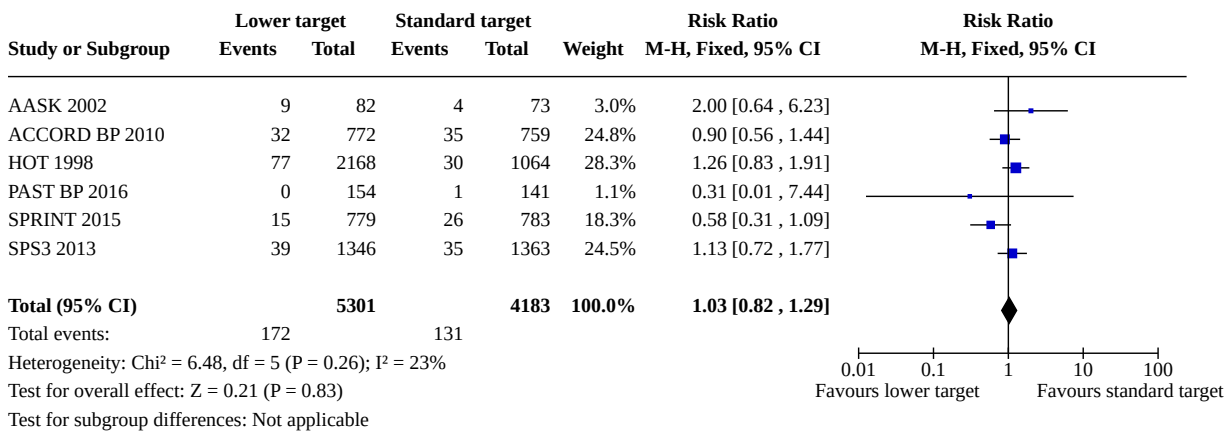 Lower target Standard target Risk Ratio Risk Ratio
Study or Subgroup Events Total Events Total Weight M-H, Fixed, 95% CI M-H, Fixed, 95% CI
AASK 2002 9 82 4 73 3.0% 2.00 [0.64 , 6.23]
ACCORD BP 2010 32 772 35 759 24.8% 0.90 [0.56 , 1.44]
HOT 1998 77 2168 30 1064 28.3% 1.26 [0.83 , 1.91]
PAST BP 2016 0 154 1 141 1.1% 0.31 [0.01 , 7.44]
SPRINT 2015 15 779 26 783 18.3% 0.58 [0.31 , 1.09]
SPS3 2013 39 1346 35 1363 24.5% 1.13 [0.72 , 1.77]
Total (95% CI) 5301 4183 100.0% 1.03 [0.82 , 1.29]
Total events: 172 131
Heterogeneity: Chi² = 6.48, df = 5 (P = 0.26); I² = 23%
0.01 0.1 1 10 100
Test for overall effect: Z = 0.21 (P = 0.83)
Favours lower target Favours standard target
Test for subgroup differences: Not applicable